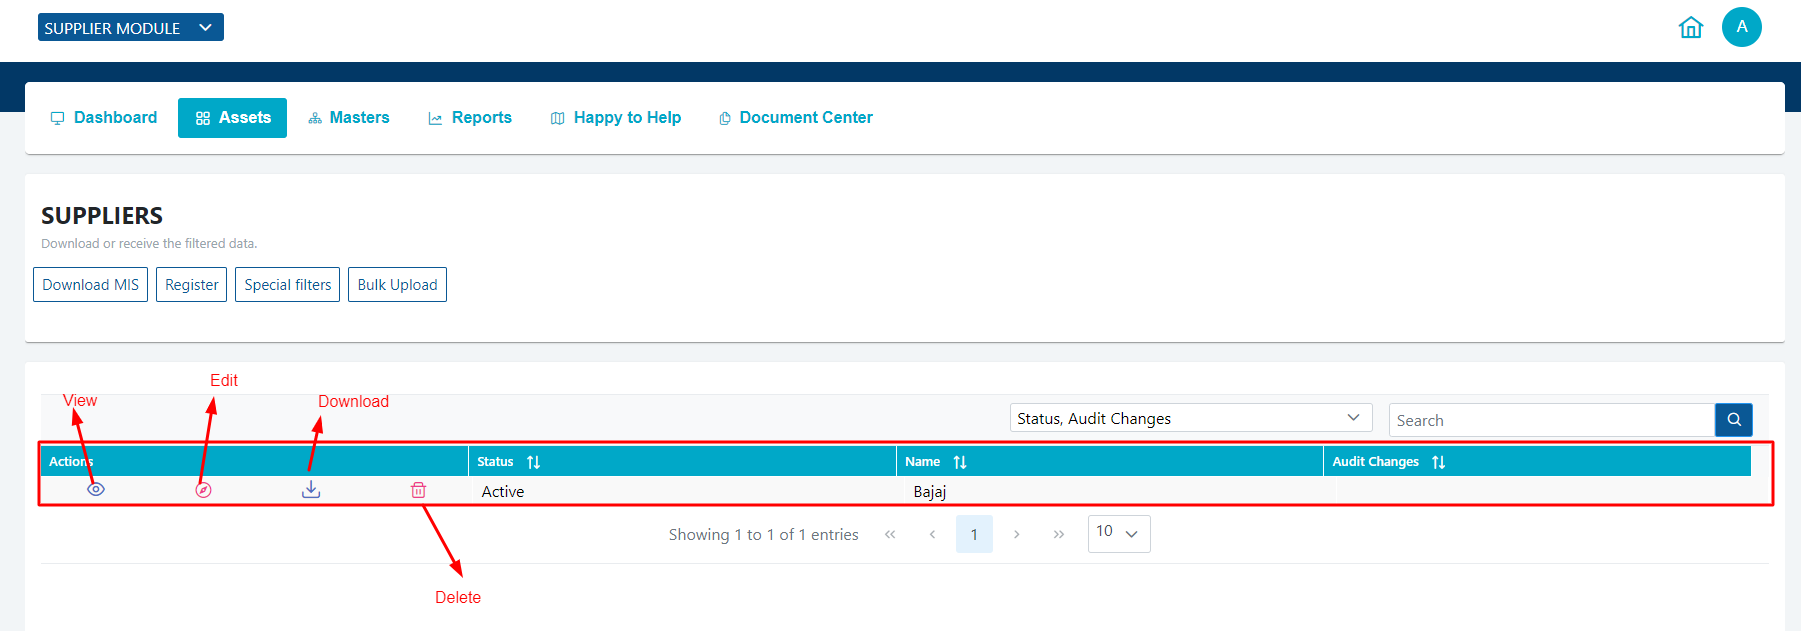 SUPPLIER MODULE
A
Dashboard Assets Masters Reports Happy to Help Document Center
SUPPLIERS
Download or receive the filtered data.
Download MIS Register Special filters Bulk Upload
Edit
View
Download
Status, Audit Changes Search
Actions Status Name Audit Changes
Active Bajaj
Showing 1 to 1 of 1 entries « ‹ 1 › » 10
Delete